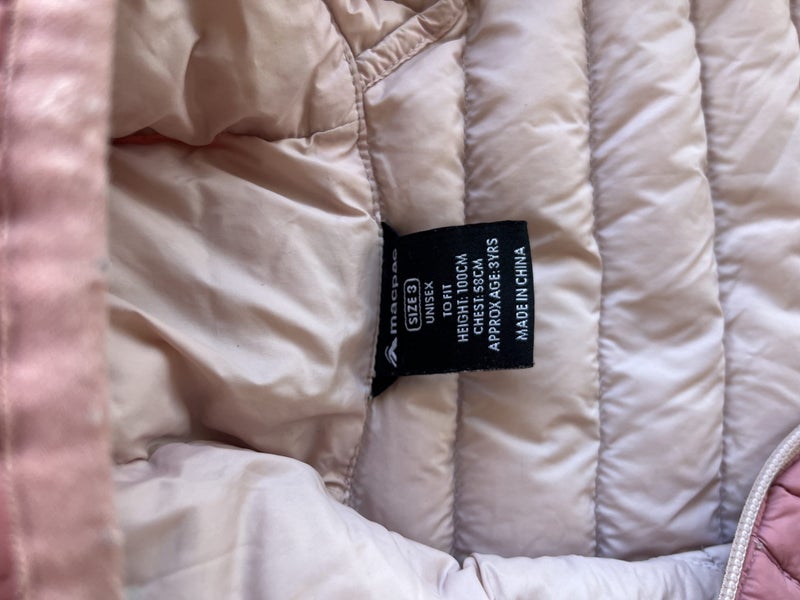 macpac
SIZE 3
UNISEX
TO FIT
HEIGHT: 100CM
CHEST: 58CM
APPROX AGE: 3YRS
MADE IN CHINA